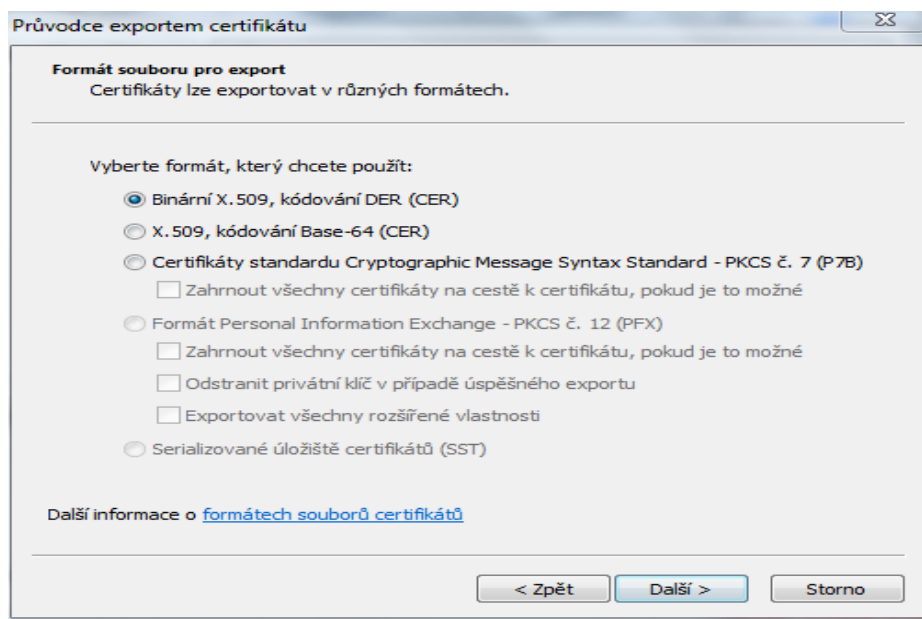 Průvodce exportem certifikátu
Formát souboru pro export
Certifikáty lze exportovat v různých formátech.
Vyberte formát, který chcete použít:
Binární X.509, kódování DER (CER)
X.509, kódování Base-64 (CER)
Certifikáty standardu Cryptographic Message Syntax Standard - PKCS č. 7 (P7B)
Zahrnout všechny certifikáty na cestě k certifikátu, pokud je to možné
Formát Personal Information Exchange - PKCS č. 12 (PFX)
Zahrnout všechny certifikáty na cestě k certifikátu, pokud je to možné
Odstranit privátní klíč v případě úspěšného exportu
Exportovat všechny rozšířené vlastnosti
Serializované úložiště certifikátů (SST)
Další informace o formátech souborů certifikátů
< Zpět Další > Storno